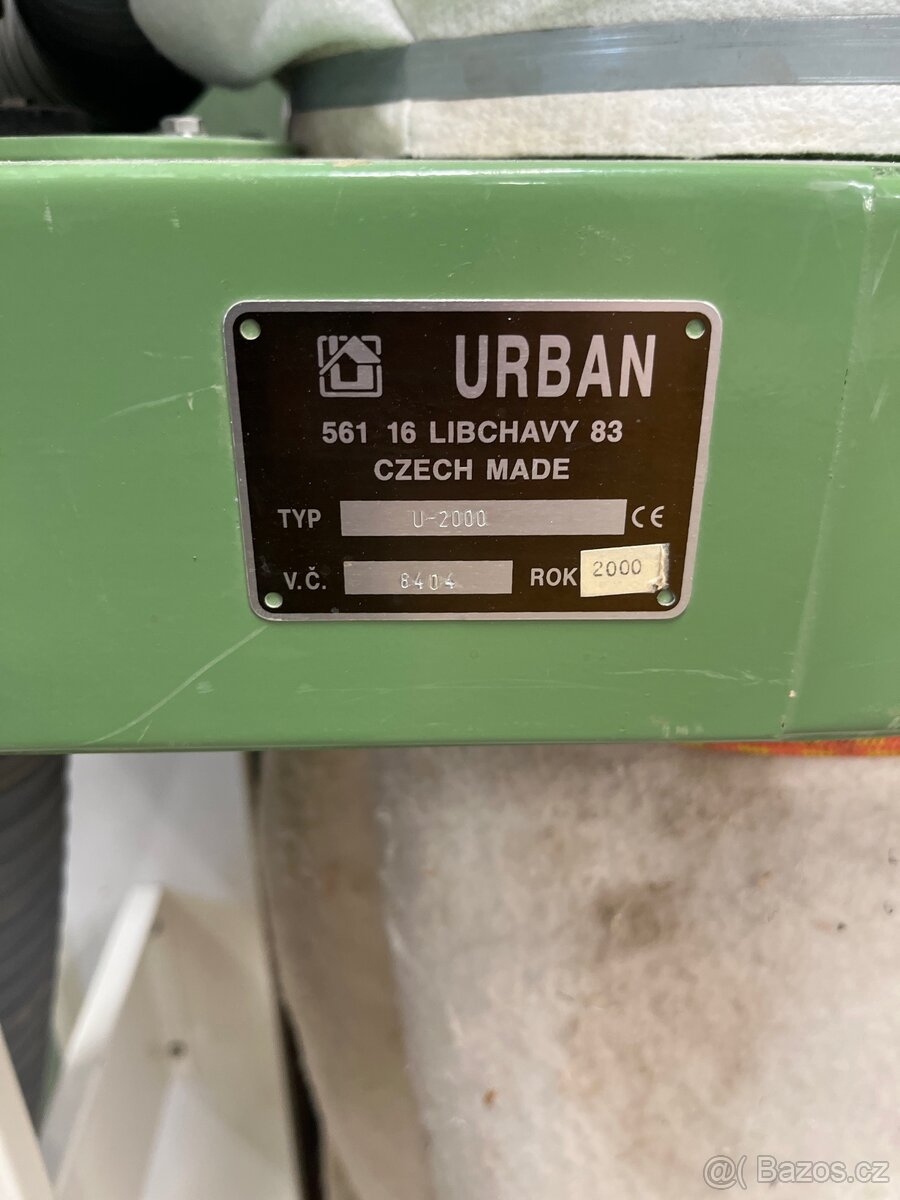 URBAN
561 16 LIBCHAVY 83
CZECH MADE
TYP U-2000 CE
V.Č. 8404 ROK 2000
@( Bazos.cz